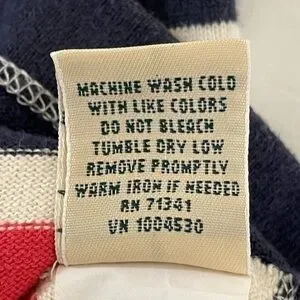 MACHINE WASH COLD
WITH LIKE COLORS
DO NOT BLEACH
TUMBLE DRY LOW
REMOVE PROMPTLY
WARM IRON IF NEEDED
RN 71341
VN 1004530